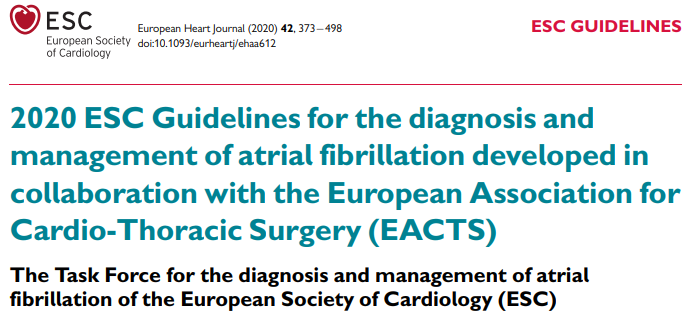 ESC
European Society
of Cardiology
European Heart Journal (2020) 42, 373–498
doi:10.1093/eurheartj/ehaa612
ESC GUIDELINES
2020 ESC Guidelines for the diagnosis and
management of atrial fibrillation developed in
collaboration with the European Association for
Cardio-Thoracic Surgery (EACTS)
The Task Force for the diagnosis and management of atrial
fibrillation of the European Society of Cardiology (ESC)